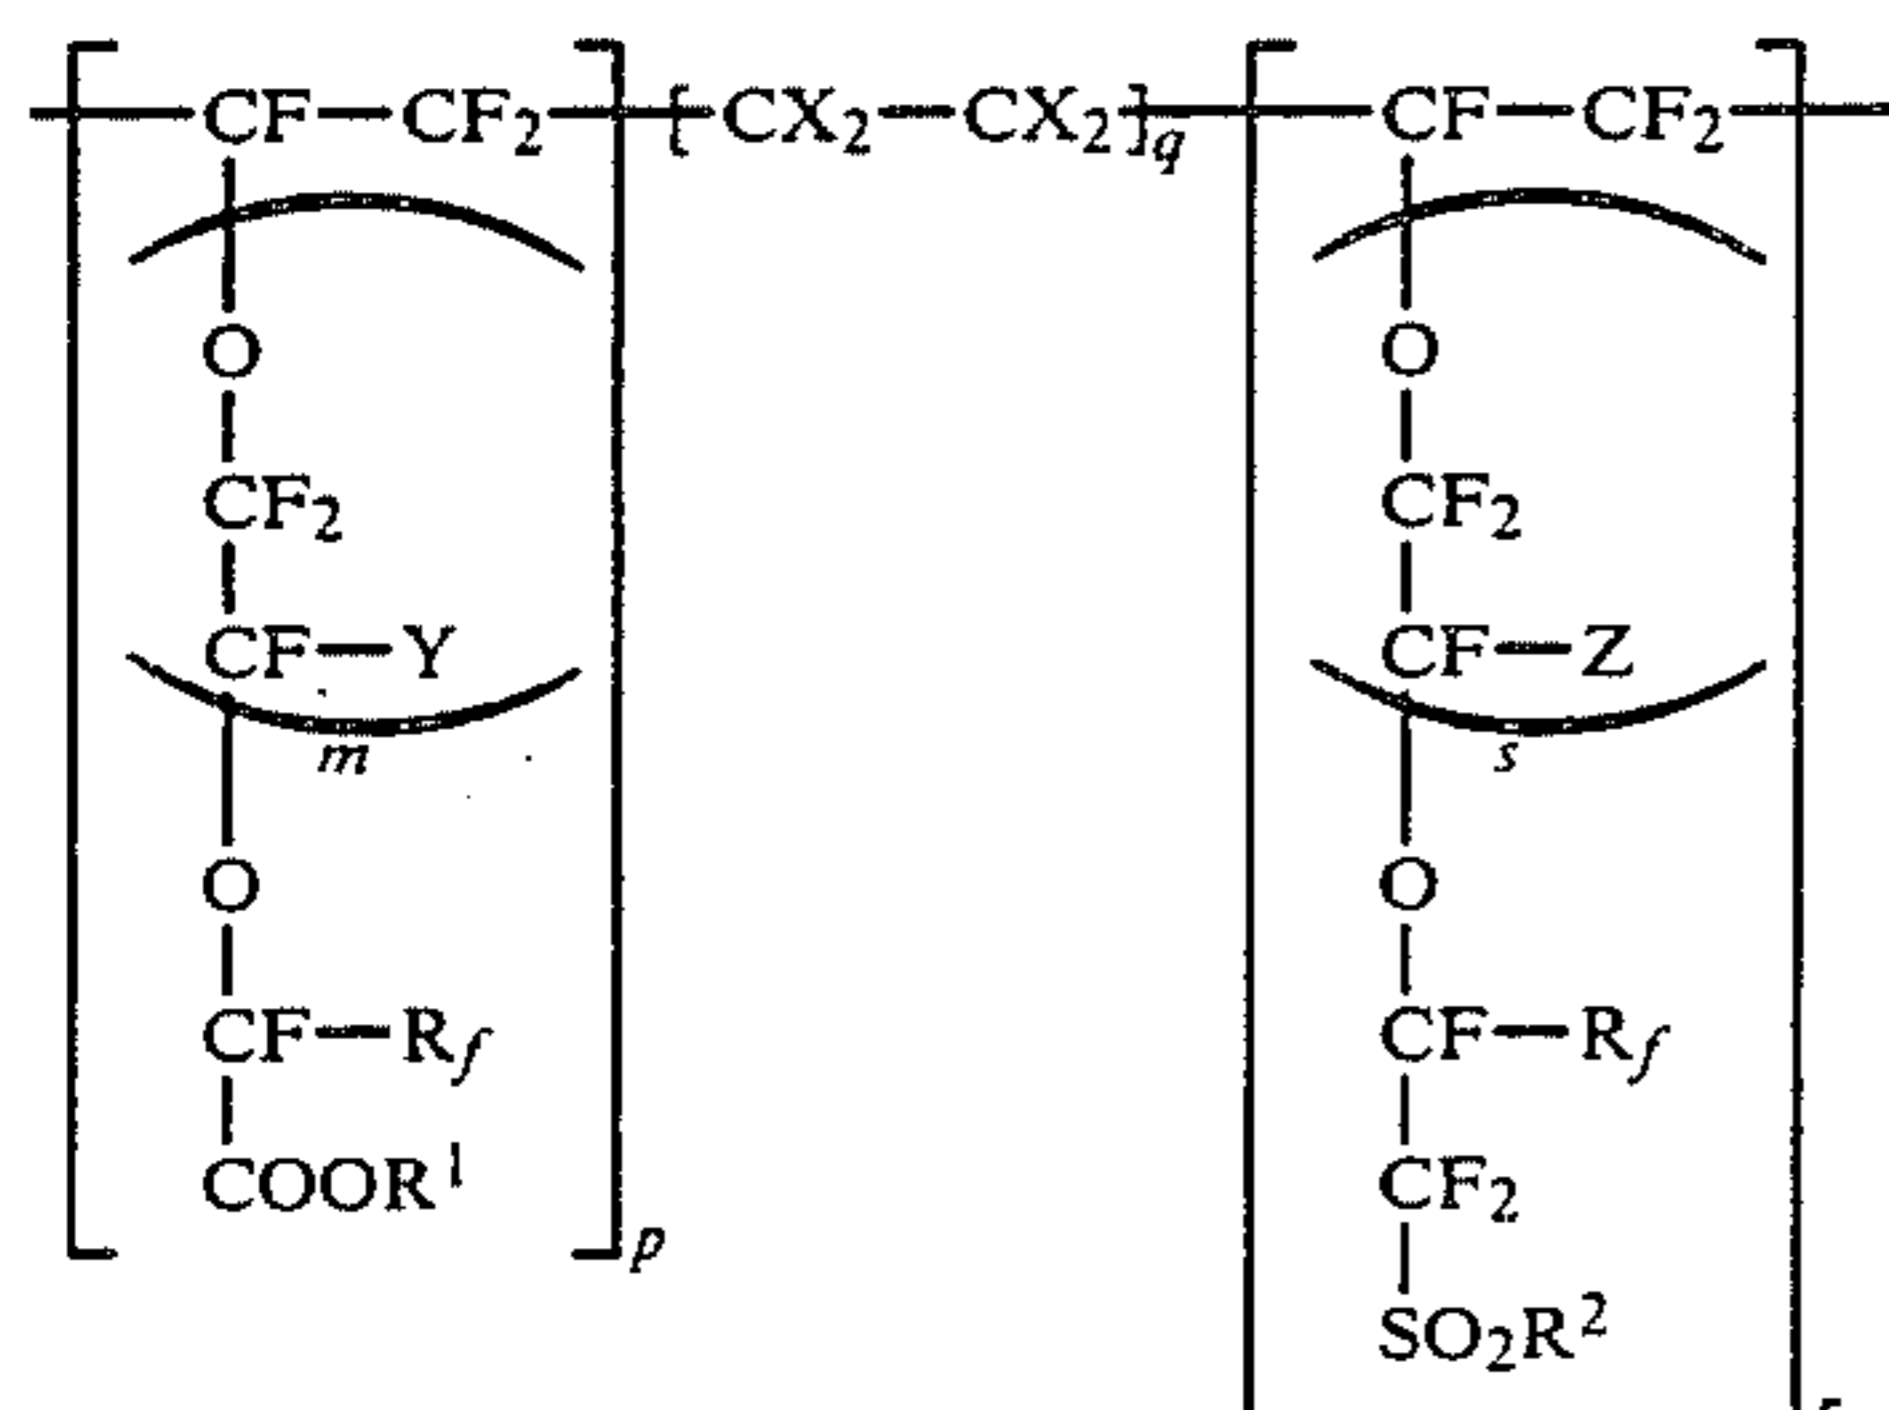 CF—CF2 [CX2—CX2]q CF—CF2
O O
CF2 CF2
CF—Y CF—Z
m s
O O
CF—Rf CF—Rf
COOR1 CF2
p
SO2R2